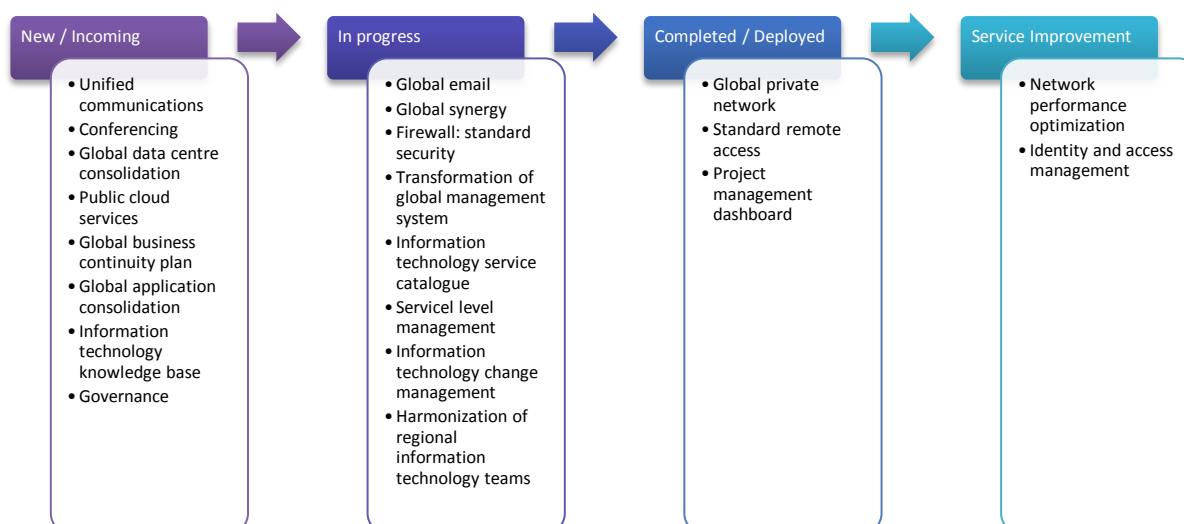 New / Incoming
• Unified
communications
• Conferencing
• Global data centre
consolidation
• Public cloud
services
• Global business
continuity plan
• Global application
consolidation
• Information
technology
knowledge base
• Governance
In progress
• Global email
• Global synergy
• Firewall: standard
security
• Transformation of
global management
system
• Information
technology service
catalogue
• Servicel level
management
• Information
technology change
management
• Harmonization of
regional
information
technology teams
Completed / Deployed
• Global private
network
• Standard remote
access
• Project
management
dashboard
Service Improvement
• Network
performance
optimization
• Identity and access
management